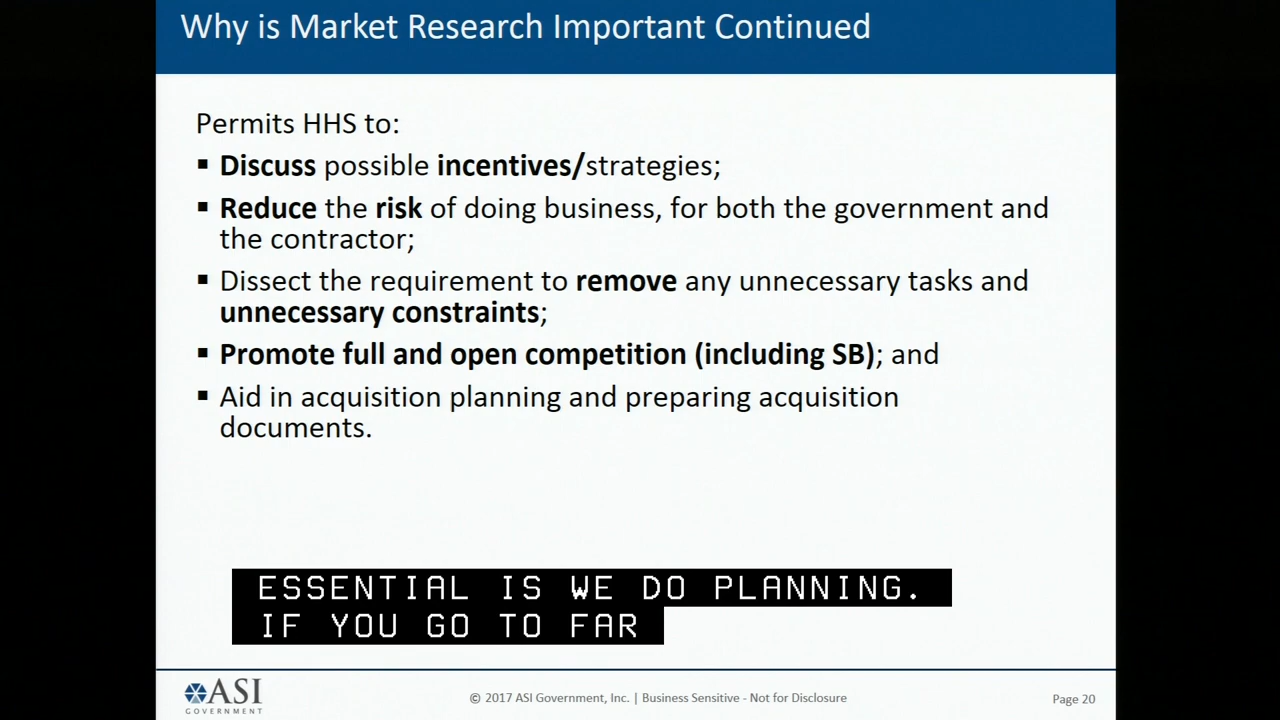 Why is Market Research Important Continued
Permits HHS to:
▪ Discuss possible incentives/strategies;
▪ Reduce the risk of doing business, for both the government and
the contractor;
▪ Dissect the requirement to remove any unnecessary tasks and
unnecessary constraints;
▪ Promote full and open competition (including SB); and
▪ Aid in acquisition planning and preparing acquisition
documents.
ESSENTIAL IS WE DO PLANNING.
IF YOU GO TO FAR
ASI
GOVERNMENT
© 2017 ASI Government, Inc. | Business Sensitive - Not for Disclosure
Page 20